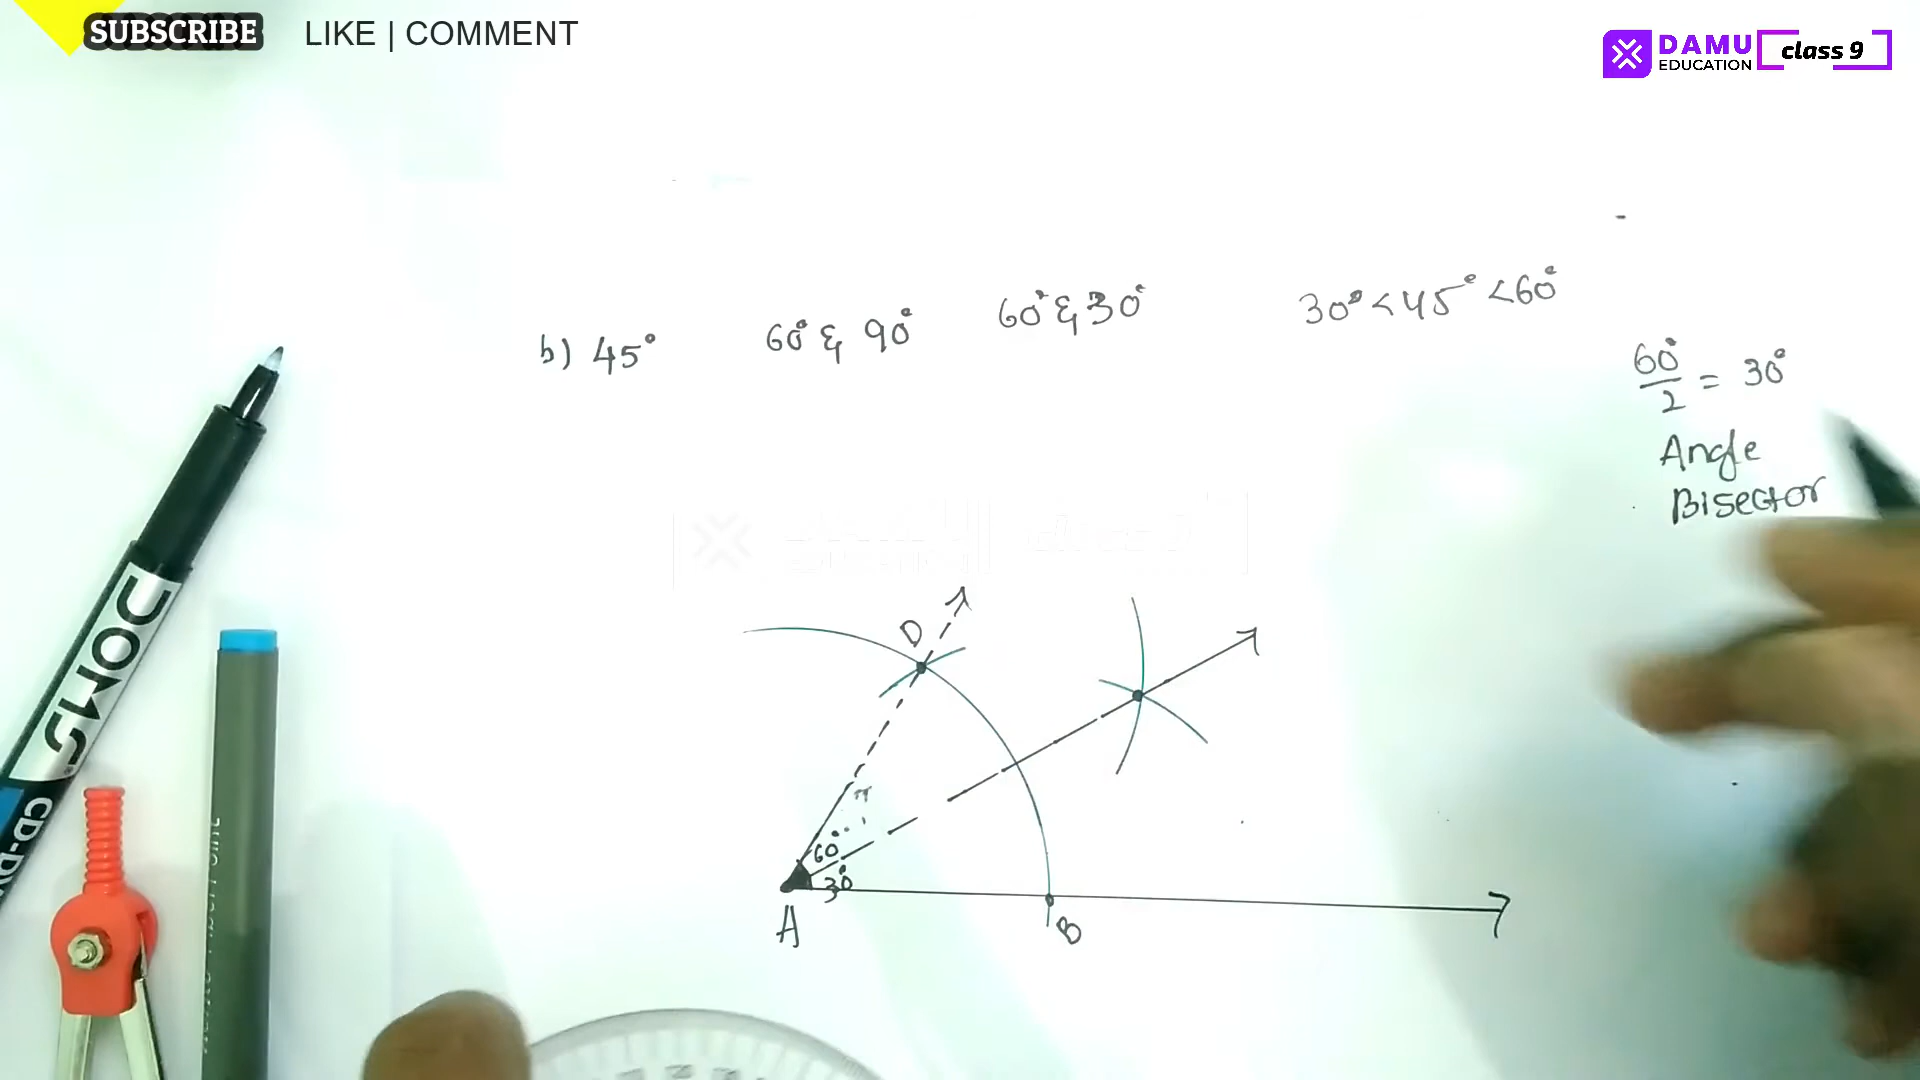 SUBSCRIBE LIKE | COMMENT
DAMU
EDUCATION
class 9
b) 45° 60° & 90° 60° & 30° 30° < 45° < 60°
60°/2 = 30°
Angle
Bisector
D
60
30°
A
B
DOMS